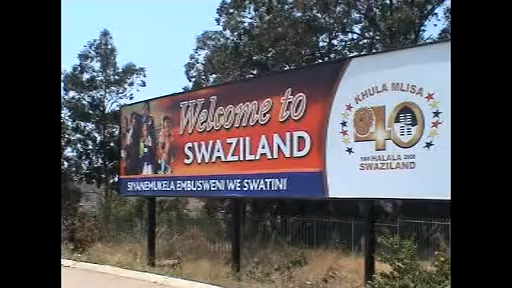 Welcome to
SWAZILAND
SIYANEMUKELA EMBUSWENI WE SWATINI
KHULA MLISA
40
1968 HALALA 2008
SWAZILAND